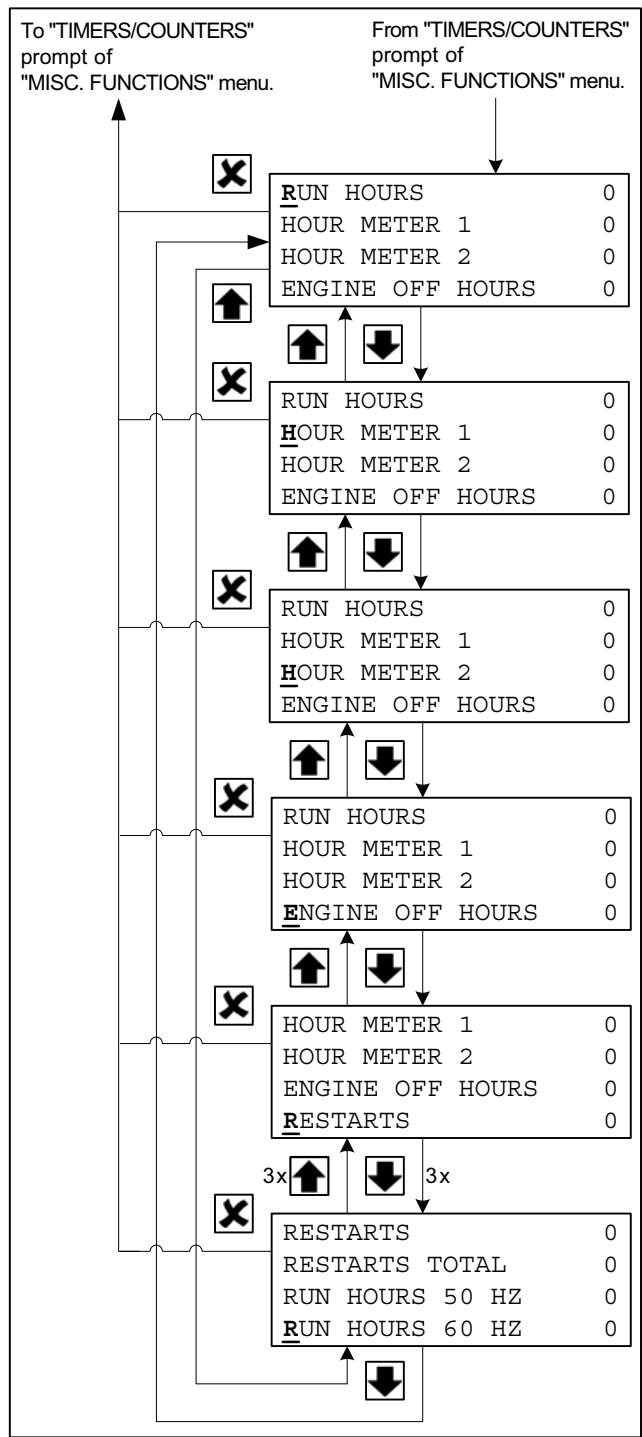 To "TIMERS/COUNTERS"
prompt of
"MISC. FUNCTIONS" menu.
From "TIMERS/COUNTERS"
prompt of
"MISC. FUNCTIONS" menu.
RUN HOURS 0
HOUR METER 1 0
HOUR METER 2 0
ENGINE OFF HOURS 0
RUN HOURS 0
HOUR METER 1 0
HOUR METER 2 0
ENGINE OFF HOURS 0
RUN HOURS 0
HOUR METER 1 0
HOUR METER 2 0
ENGINE OFF HOURS 0
RUN HOURS 0
HOUR METER 1 0
HOUR METER 2 0
ENGINE OFF HOURS 0
HOUR METER 1 0
HOUR METER 2 0
ENGINE OFF HOURS 0
RESTARTS 0
3x
3x
RESTARTS 0
RESTARTS TOTAL 0
RUN HOURS 50 HZ 0
RUN HOURS 60 HZ 0